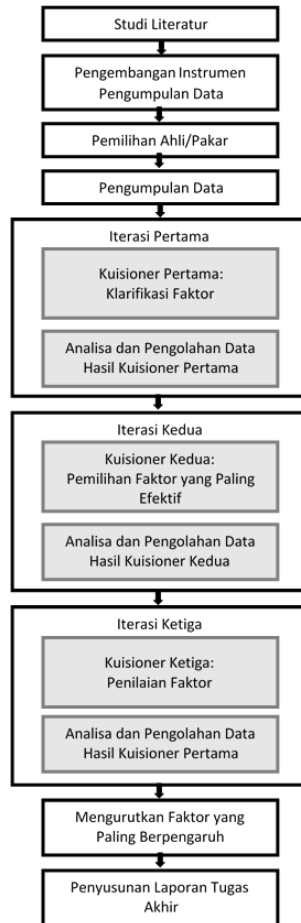 Studi Literatur
Pengembangan Instrumen
Pengumpulan Data
Pemilihan Ahli/Pakar
Pengumpulan Data
Iterasi Pertama
Kuisioner Pertama:
Klarifikasi Faktor
Analisa dan Pengolahan Data
Hasil Kuisioner Pertama
Iterasi Kedua
Kuisioner Kedua:
Pemilihan Faktor yang Paling
Efektif
Analisa dan Pengolahan Data
Hasil Kuisioner Kedua
Iterasi Ketiga
Kuisioner Ketiga:
Penilaian Faktor
Analisa dan Pengolahan Data
Hasil Kuisioner Pertama
Mengurutkan Faktor yang
Paling Berpengaruh
Penyusunan Laporan Tugas
Akhir